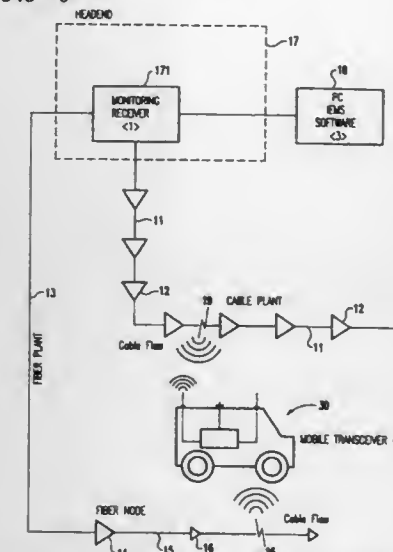 HEADEND
17
171
18
MONITORING
RECEIVER
<1>
PC
IEMS
SOFTWARE
<3>
11
13
FIBER PLANT
12
19
CABLE PLANT
12
Cable Flaw
11
30
MOBILE TRANSCEIVER
FIBER NODE
Cable Flaw
15
16